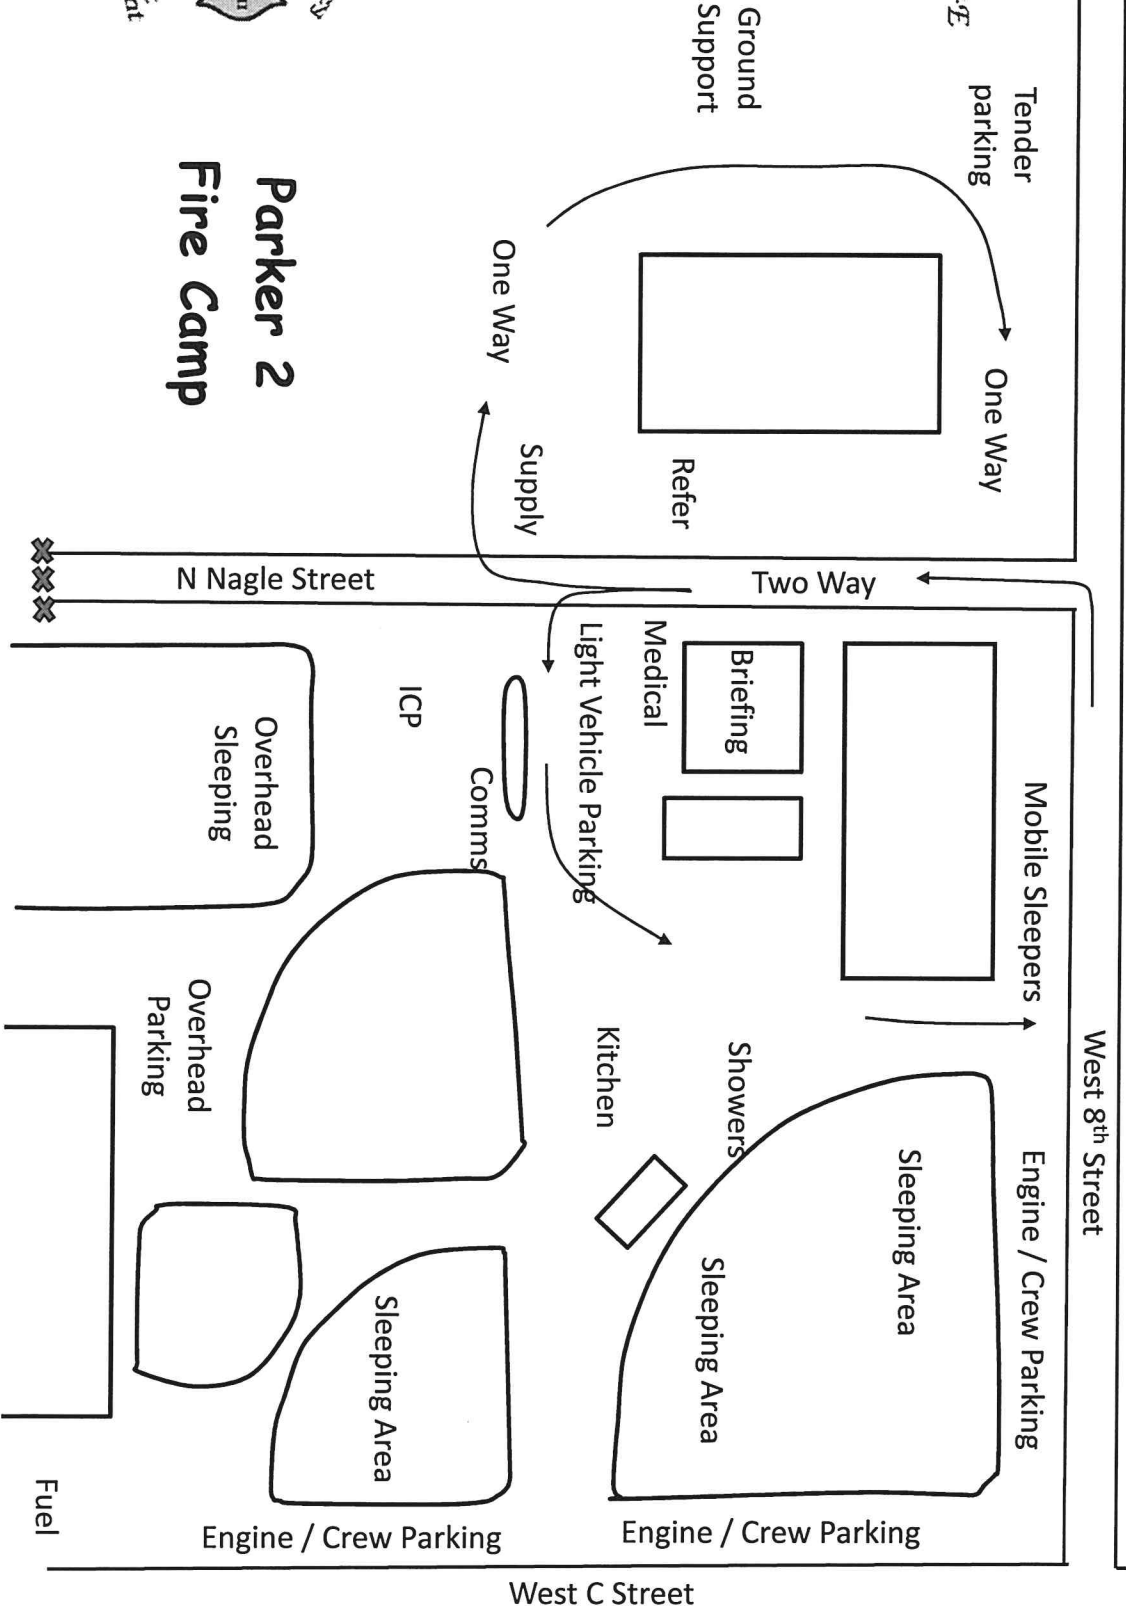 Tender
parking
Ground
Support
One Way
One Way
Refer
Supply
Parker 2
Fire Camp
West 8th Street
Two Way
N Nagle Street
Mobile Sleepers
Engine / Crew Parking
Briefing
Medical
Light Vehicle Parking
Comms
ICP
Overhead
Sleeping
Overhead
Parking
Showers
Kitchen
Sleeping Area
Sleeping Area
Sleeping Area
Engine / Crew Parking
Engine / Crew Parking
West C Street
Fuel